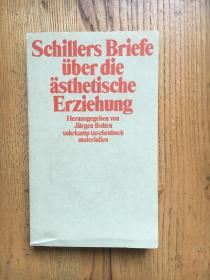 Schillers Briefe
über die
ästhetische
Erziehung
Herausgegeben von
Jürgen Bolten
suhrkamp taschenbuch
materialien